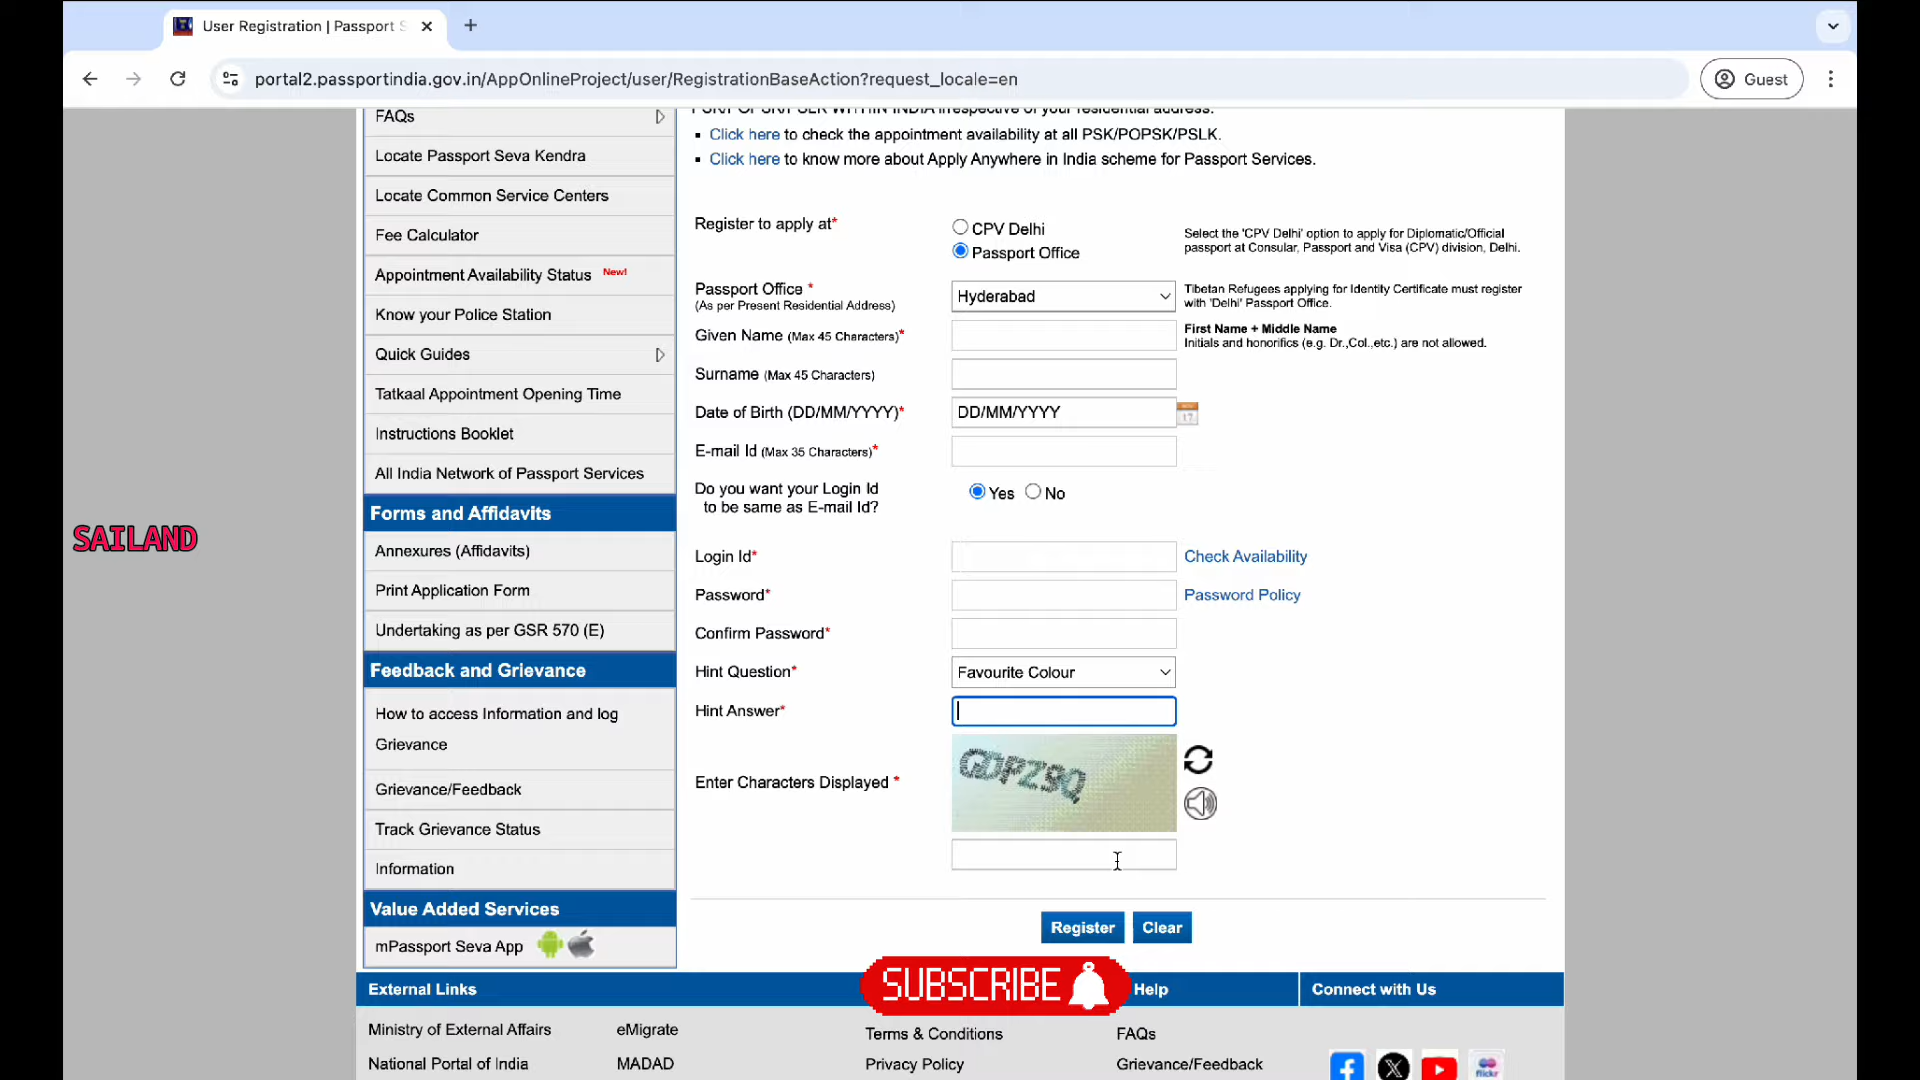 User Registration | Passport S
portal2.passportindia.gov.in/AppOnlineProject/user/RegistrationBaseAction?request_locale=en
Guest
FAQs
Locate Passport Seva Kendra
Locate Common Service Centers
Fee Calculator
Appointment Availability Status New!
Know your Police Station
Quick Guides
Tatkaal Appointment Opening Time
Instructions Booklet
All India Network of Passport Services
Forms and Affidavits
Annexures (Affidavits)
Print Application Form
Undertaking as per GSR 570 (E)
Feedback and Grievance
How to access Information and log
Grievance
Grievance/Feedback
Track Grievance Status
Information
Value Added Services
mPassport Seva App
SAILAND
PSK/POPSK/PSLK WITHIN INDIA irrespective of your residential address.
Click here to check the appointment availability at all PSK/POPSK/PSLK.
Click here to know more about Apply Anywhere in India scheme for Passport Services.
Register to apply at*
CPV Delhi
Passport Office
Select the 'CPV Delhi' option to apply for Diplomatic/Official
passport at Consular, Passport and Visa (CPV) division, Delhi.
Passport Office *
(As per Present Residential Address)
Hyderabad
Tibetan Refugees applying for Identity Certificate must register
with 'Delhi' Passport Office.
Given Name (Max 45 Characters)*
First Name + Middle Name
Initials and honorifics (e.g. Dr.,Col.,etc.) are not allowed.
Surname (Max 45 Characters)
Date of Birth (DD/MM/YYYY)*
DD/MM/YYYY
E-mail Id (Max 35 Characters)*
Do you want your Login Id
to be same as E-mail Id?
Yes No
Login Id*
Check Availability
Password*
Password Policy
Confirm Password*
Hint Question*
Favourite Colour
Hint Answer*
Enter Characters Displayed *
GDPZ9Q
Register Clear
SUBSCRIBE
External Links
Help
Connect with Us
Ministry of External Affairs
eMigrate
Terms & Conditions
FAQs
National Portal of India
MADAD
Privacy Policy
Grievance/Feedback
flickr